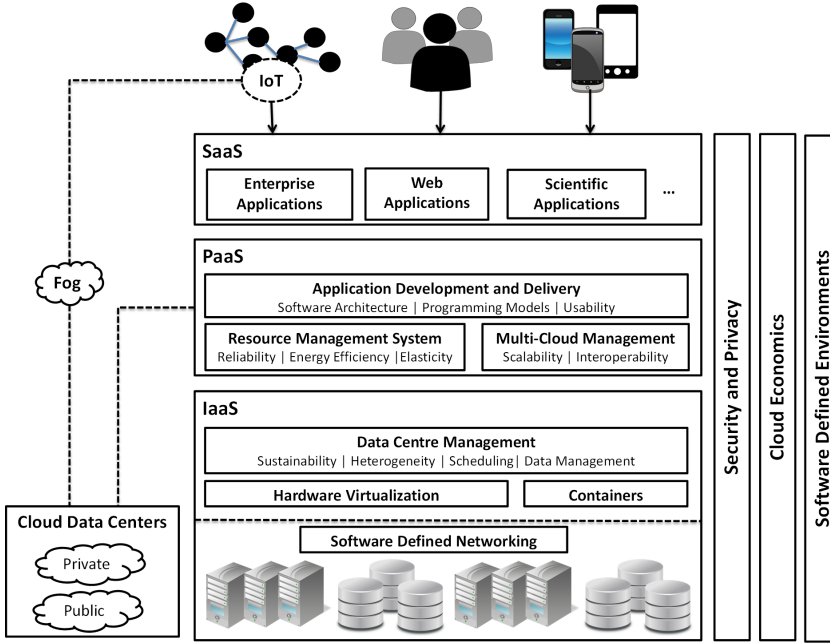 IoT
SaaS
Enterprise
Applications
Web
Applications
Scientific
Applications
...
PaaS
Application Development and Delivery
Software Architecture | Programming Models | Usability
Resource Management System
Reliability | Energy Efficiency |Elasticity
Multi-Cloud Management
Scalability | Interoperability
IaaS
Data Centre Management
Sustainability | Heterogeneity | Scheduling| Data Management
Hardware Virtualization
Containers
Software Defined Networking
Fog
Cloud Data Centers
Private
Public
Security and Privacy
Cloud Economics
Software Defined Environments